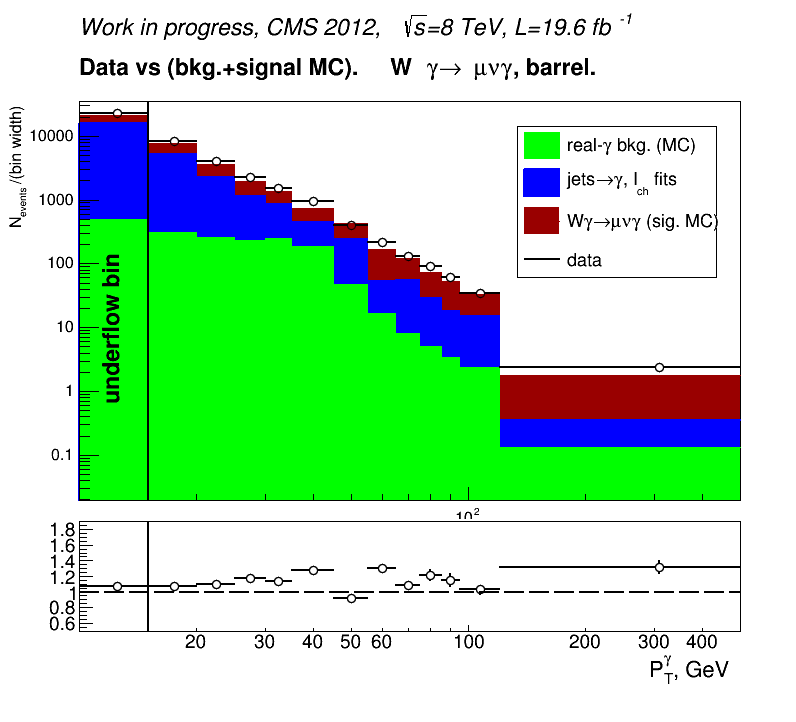 Work in progress, CMS 2012, √s=8 TeV, L=19.6 fb -1
Data vs (bkg.+signal MC). W γ→ μνγ, barrel.
N events /(bin width)
10000
1000
100
10
1
0.1
underflow bin
real-γ bkg. (MC)
jets→γ, I ch fits
Wγ→μνγ (sig. MC)
data
10²
1.8
1.6
1.4
1.2
1
0.8
0.6
20 30 40 50 60 100 200 300 400
P T γ, GeV